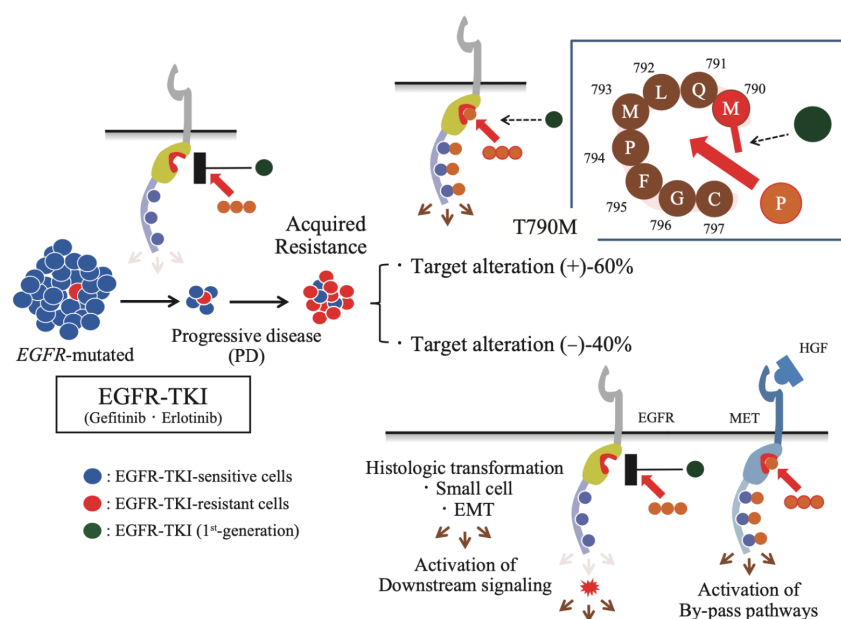 793
792
791
790
M
L
Q
M
P
F
G
C
794
795
796
797
P
T790M
Acquired
Resistance
· Target alteration (+)-60%
· Target alteration (−)-40%
EGFR-mutated
Progressive disease
(PD)
EGFR-TKI
(Gefitinib · Erlotinib)
: EGFR-TKI-sensitive cells
: EGFR-TKI-resistant cells
: EGFR-TKI (1st-generation)
HGF
EGFR
MET
Histologic transformation
· Small cell
· EMT
Activation of
Downstream signaling
Activation of
By-pass pathways